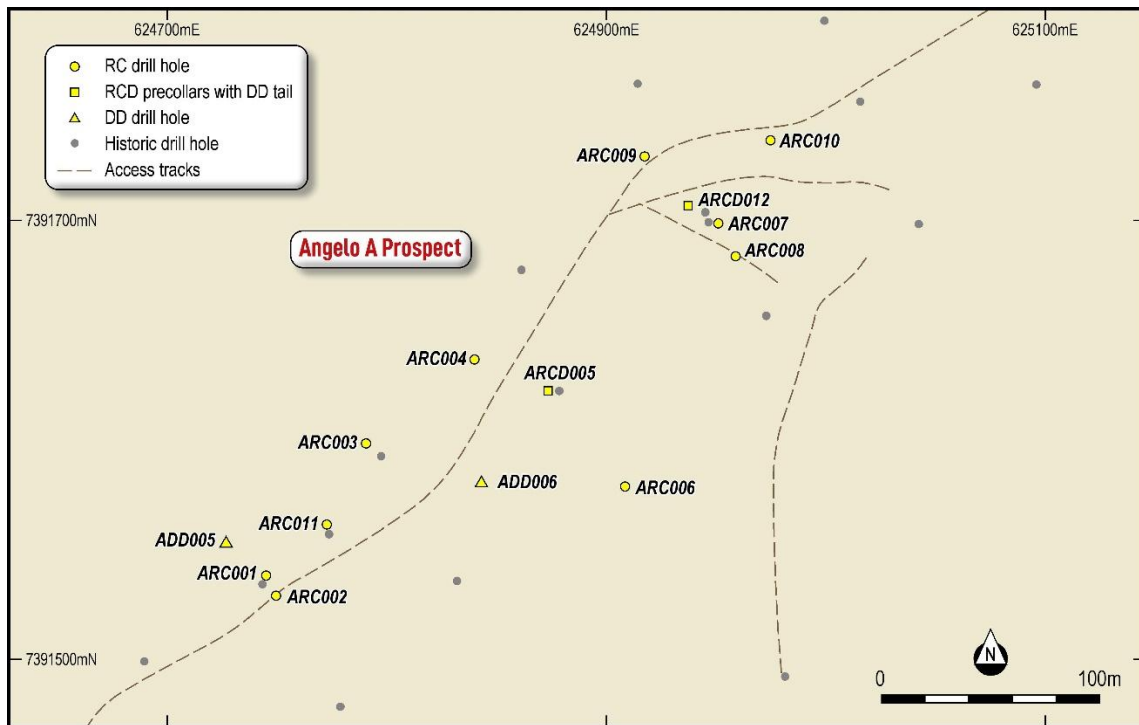 624700mE
624900mE
625100mE
RC drill hole
RCD precollars with DD tail
DD drill hole
Historic drill hole
Access tracks
ARC010
ARC009
ARCD012
7391700mN
ARC007
Angelo A Prospect
ARC008
ARC004
ARCD005
ARC003
ADD006
ARC006
ARC011
ADD005
ARC001
ARC002
7391500mN
N
0
100m